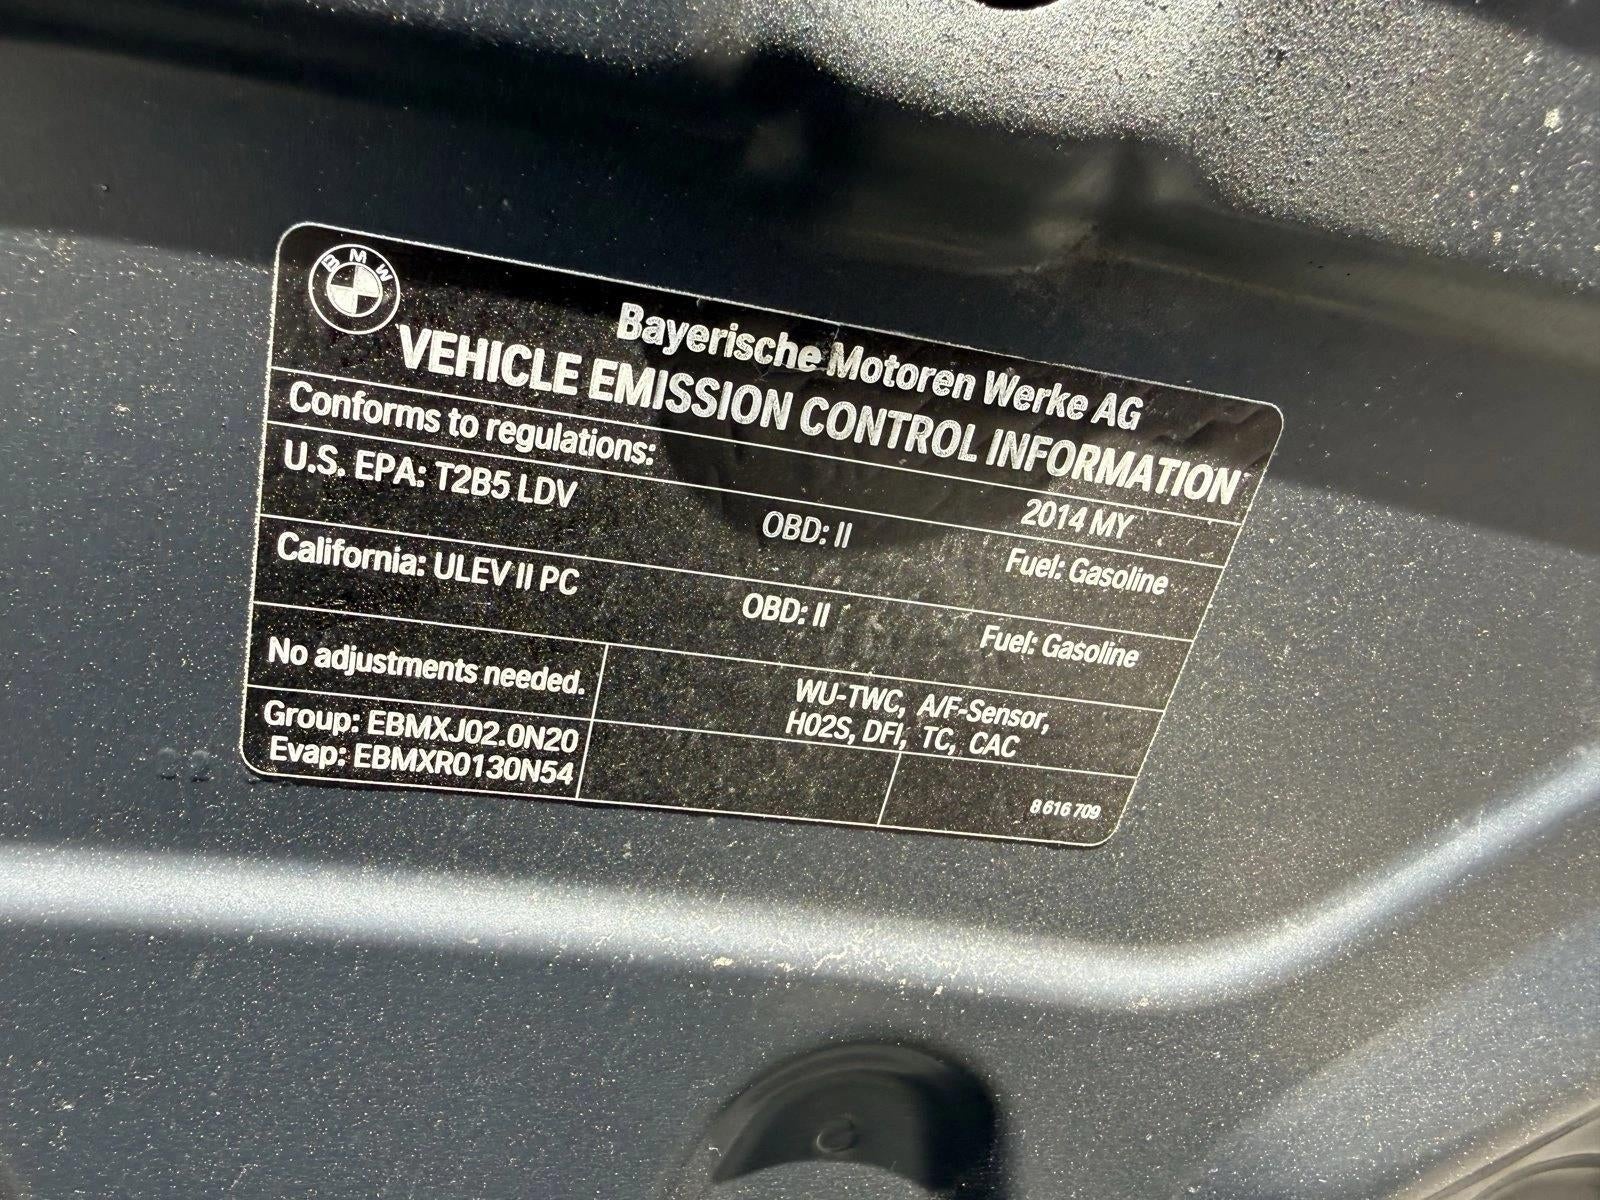 BMW
Bayerische Motoren Werke AG
VEHICLE EMISSION CONTROL INFORMATION
Conforms to regulations: 2014 MY
U.S. EPA: T2B5 LDV OBD: II Fuel: Gasoline
California: ULEV II PC OBD: II Fuel: Gasoline
No adjustments needed.
WU-TWC, A/F-Sensor,
H02S, DFI, TC, CAC
Group: EBMXJ02.0N20
Evap: EBMXR0130N54
8 616 709